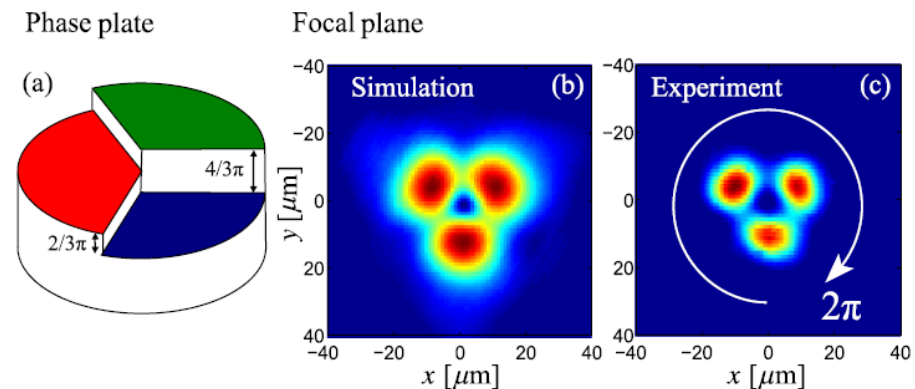 Phase plate
Focal plane
(a)
4/3π
2/3π
Simulation
(b)
−40
−20
0
20
40
y [μm]
−40
−20
0
20
40
x [μm]
Experiment
(c)
−40
−20
0
20
40
2π
−40
−20
0
20
40
x [μm]